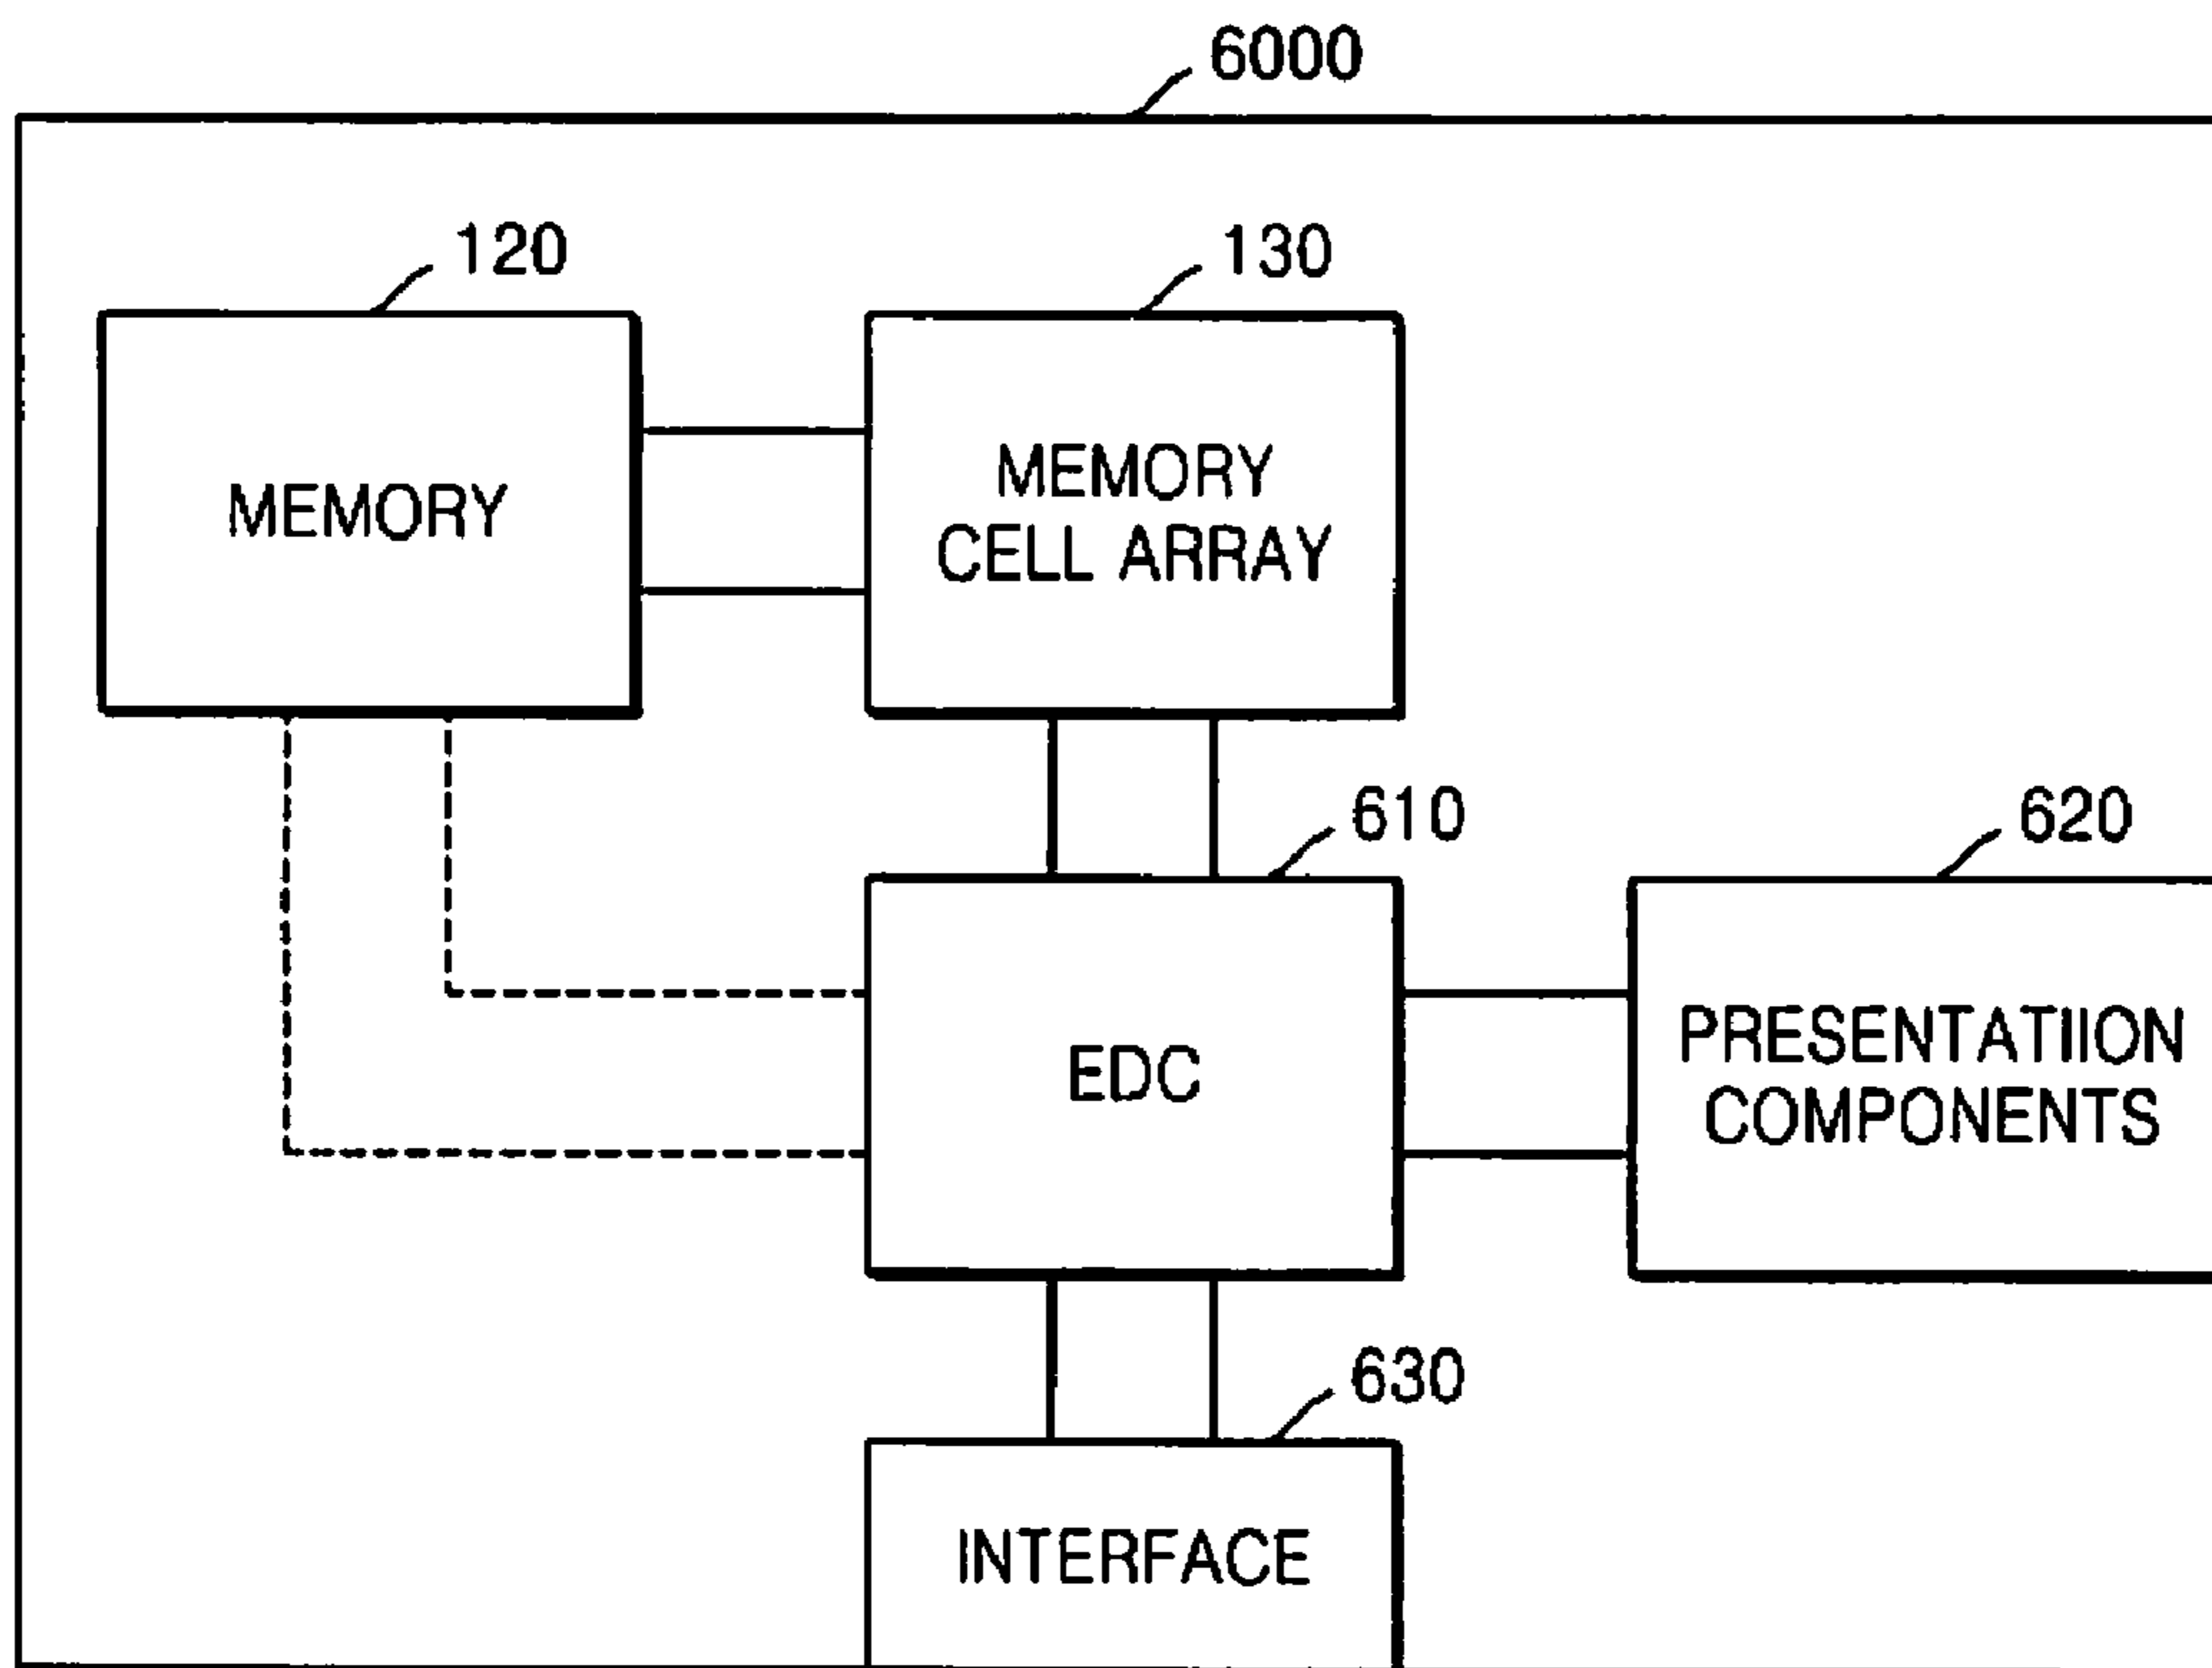 6000
120
130
MEMORY
MEMORY
CELL ARRAY
610
620
EDC
PRESENTATIION
COMPONENTS
630
INTERFACE